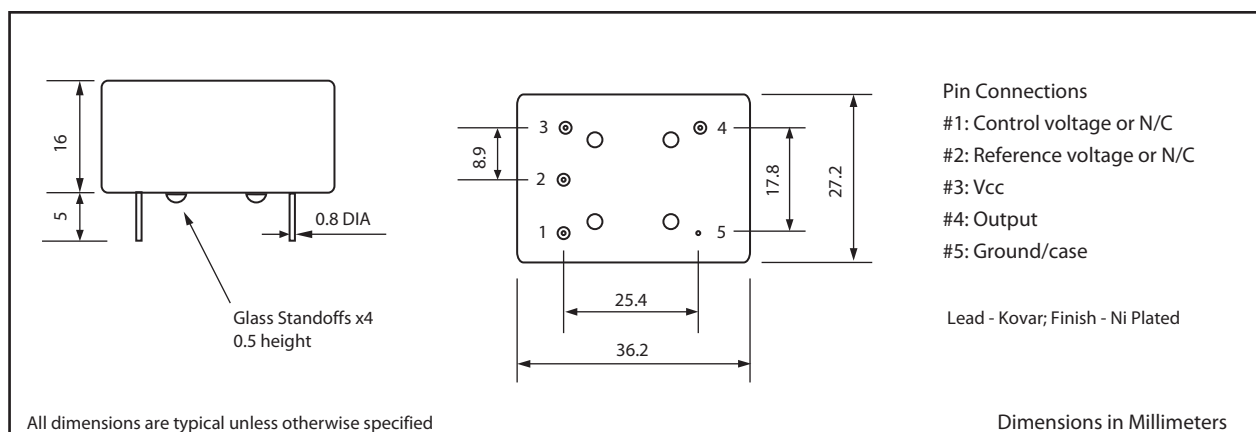 16
5
0.8 DIA
Glass Standoffs x4
0.5 height
3
4
8.9
2
1
5
17.8
27.2
25.4
36.2
Pin Connections
#1: Control voltage or N/C
#2: Reference voltage or N/C
#3: Vcc
#4: Output
#5: Ground/case
Lead - Kovar; Finish - Ni Plated
All dimensions are typical unless otherwise specified
Dimensions in Millimeters